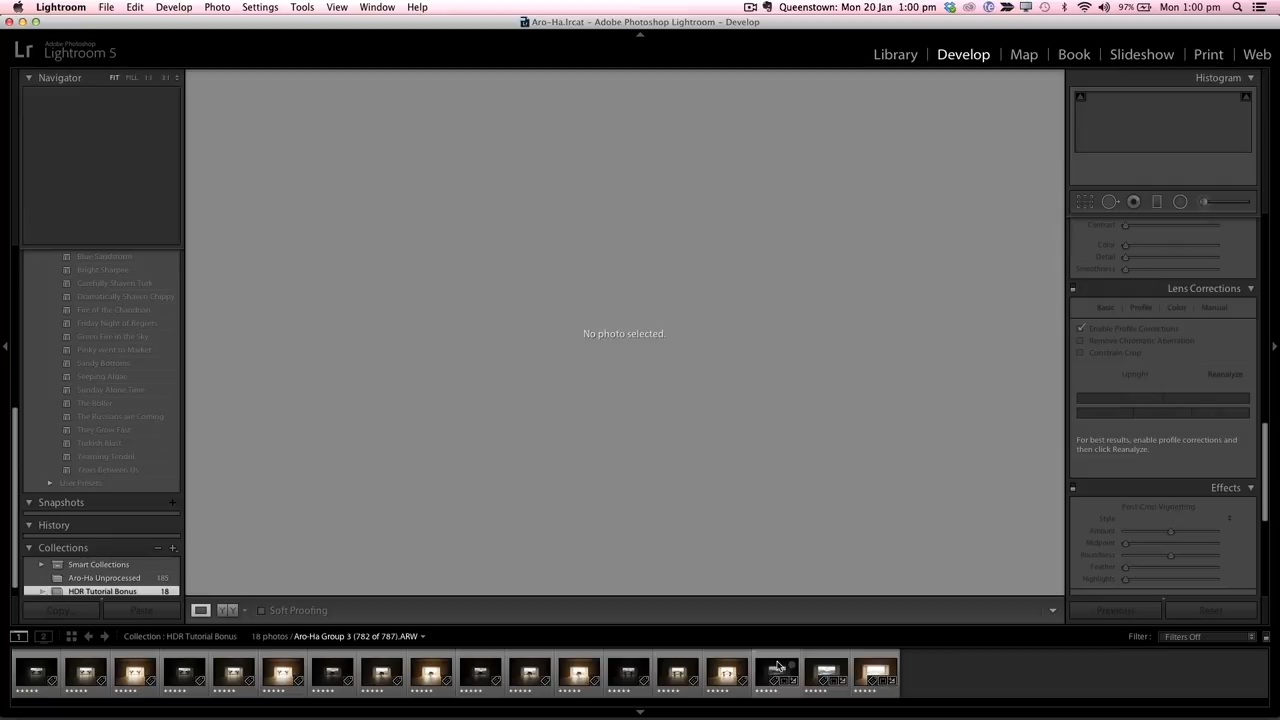 Lightroom File Edit Develop Photo Settings Tools View Window Help
Queenstown: Mon 20 Jan 1:00 pm 97% Mon 1:00 pm
Aro-Ha.lrcat - Adobe Photoshop Lightroom - Develop
Lr Adobe Photoshop
Lightroom 5
Library Develop Map Book Slideshow Print Web
Navigator FIT FILL 1:1 3:1
Histogram
Blue Sandstorm
Bright Sharpee
Carefully Shaven Turk
Dramatically Shaven Chippy
Fire of the Chandrian
Friday Night of Regrets
Green Fire in the Sky
Pinky went to Market
Sandy Bottoms
Seeping Algae
Sunday Alone Time
The Boiler
The Russians are Coming
They Grow Fast
Turkish Blast
Yearning Tendril
Years Between Us
User Presets
Snapshots
History
Collections
Smart Collections
Aro-Ha Unprocessed 185
HDR Tutorial Bonus 18
Copy... Paste
No photo selected.
Contrast
Color
Detail
Smoothness
Lens Corrections
Basic Profile Color Manual
Enable Profile Corrections
Remove Chromatic Aberration
Constrain Crop
Upright Reanalyze
For best results, enable profile corrections and
then click Reanalyze.
Effects
Post-Crop Vignetting
Style
Amount
Midpoint
Roundness
Feather
Highlights
Previous Reset
Soft Proofing
1 2 Collection : HDR Tutorial Bonus 18 photos / Aro-Ha Group 3 (782 of 787).ARW
Filter : Filters Off